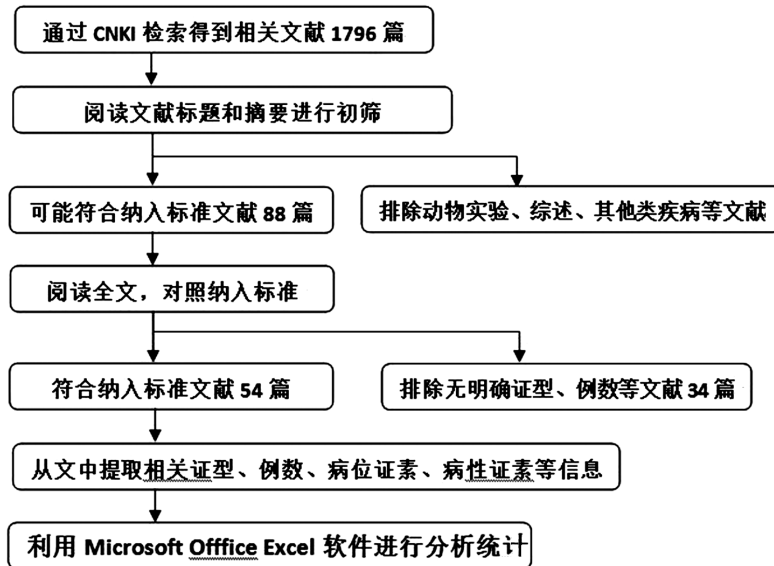 通过 CNKI 检索得到相关文献 1796 篇
阅读文献标题和摘要进行初筛
可能符合纳入标准文献 88 篇
排除动物实验、综述、其他类疾病等文献
阅读全文，对照纳入标准
符合纳入标准文献 54 篇
排除无明确证型、例数等文献 34 篇
从文中提取相关证型、例数、病位证素、病性证素等信息
利用 Microsoft Offfice Excel 软件进行分析统计